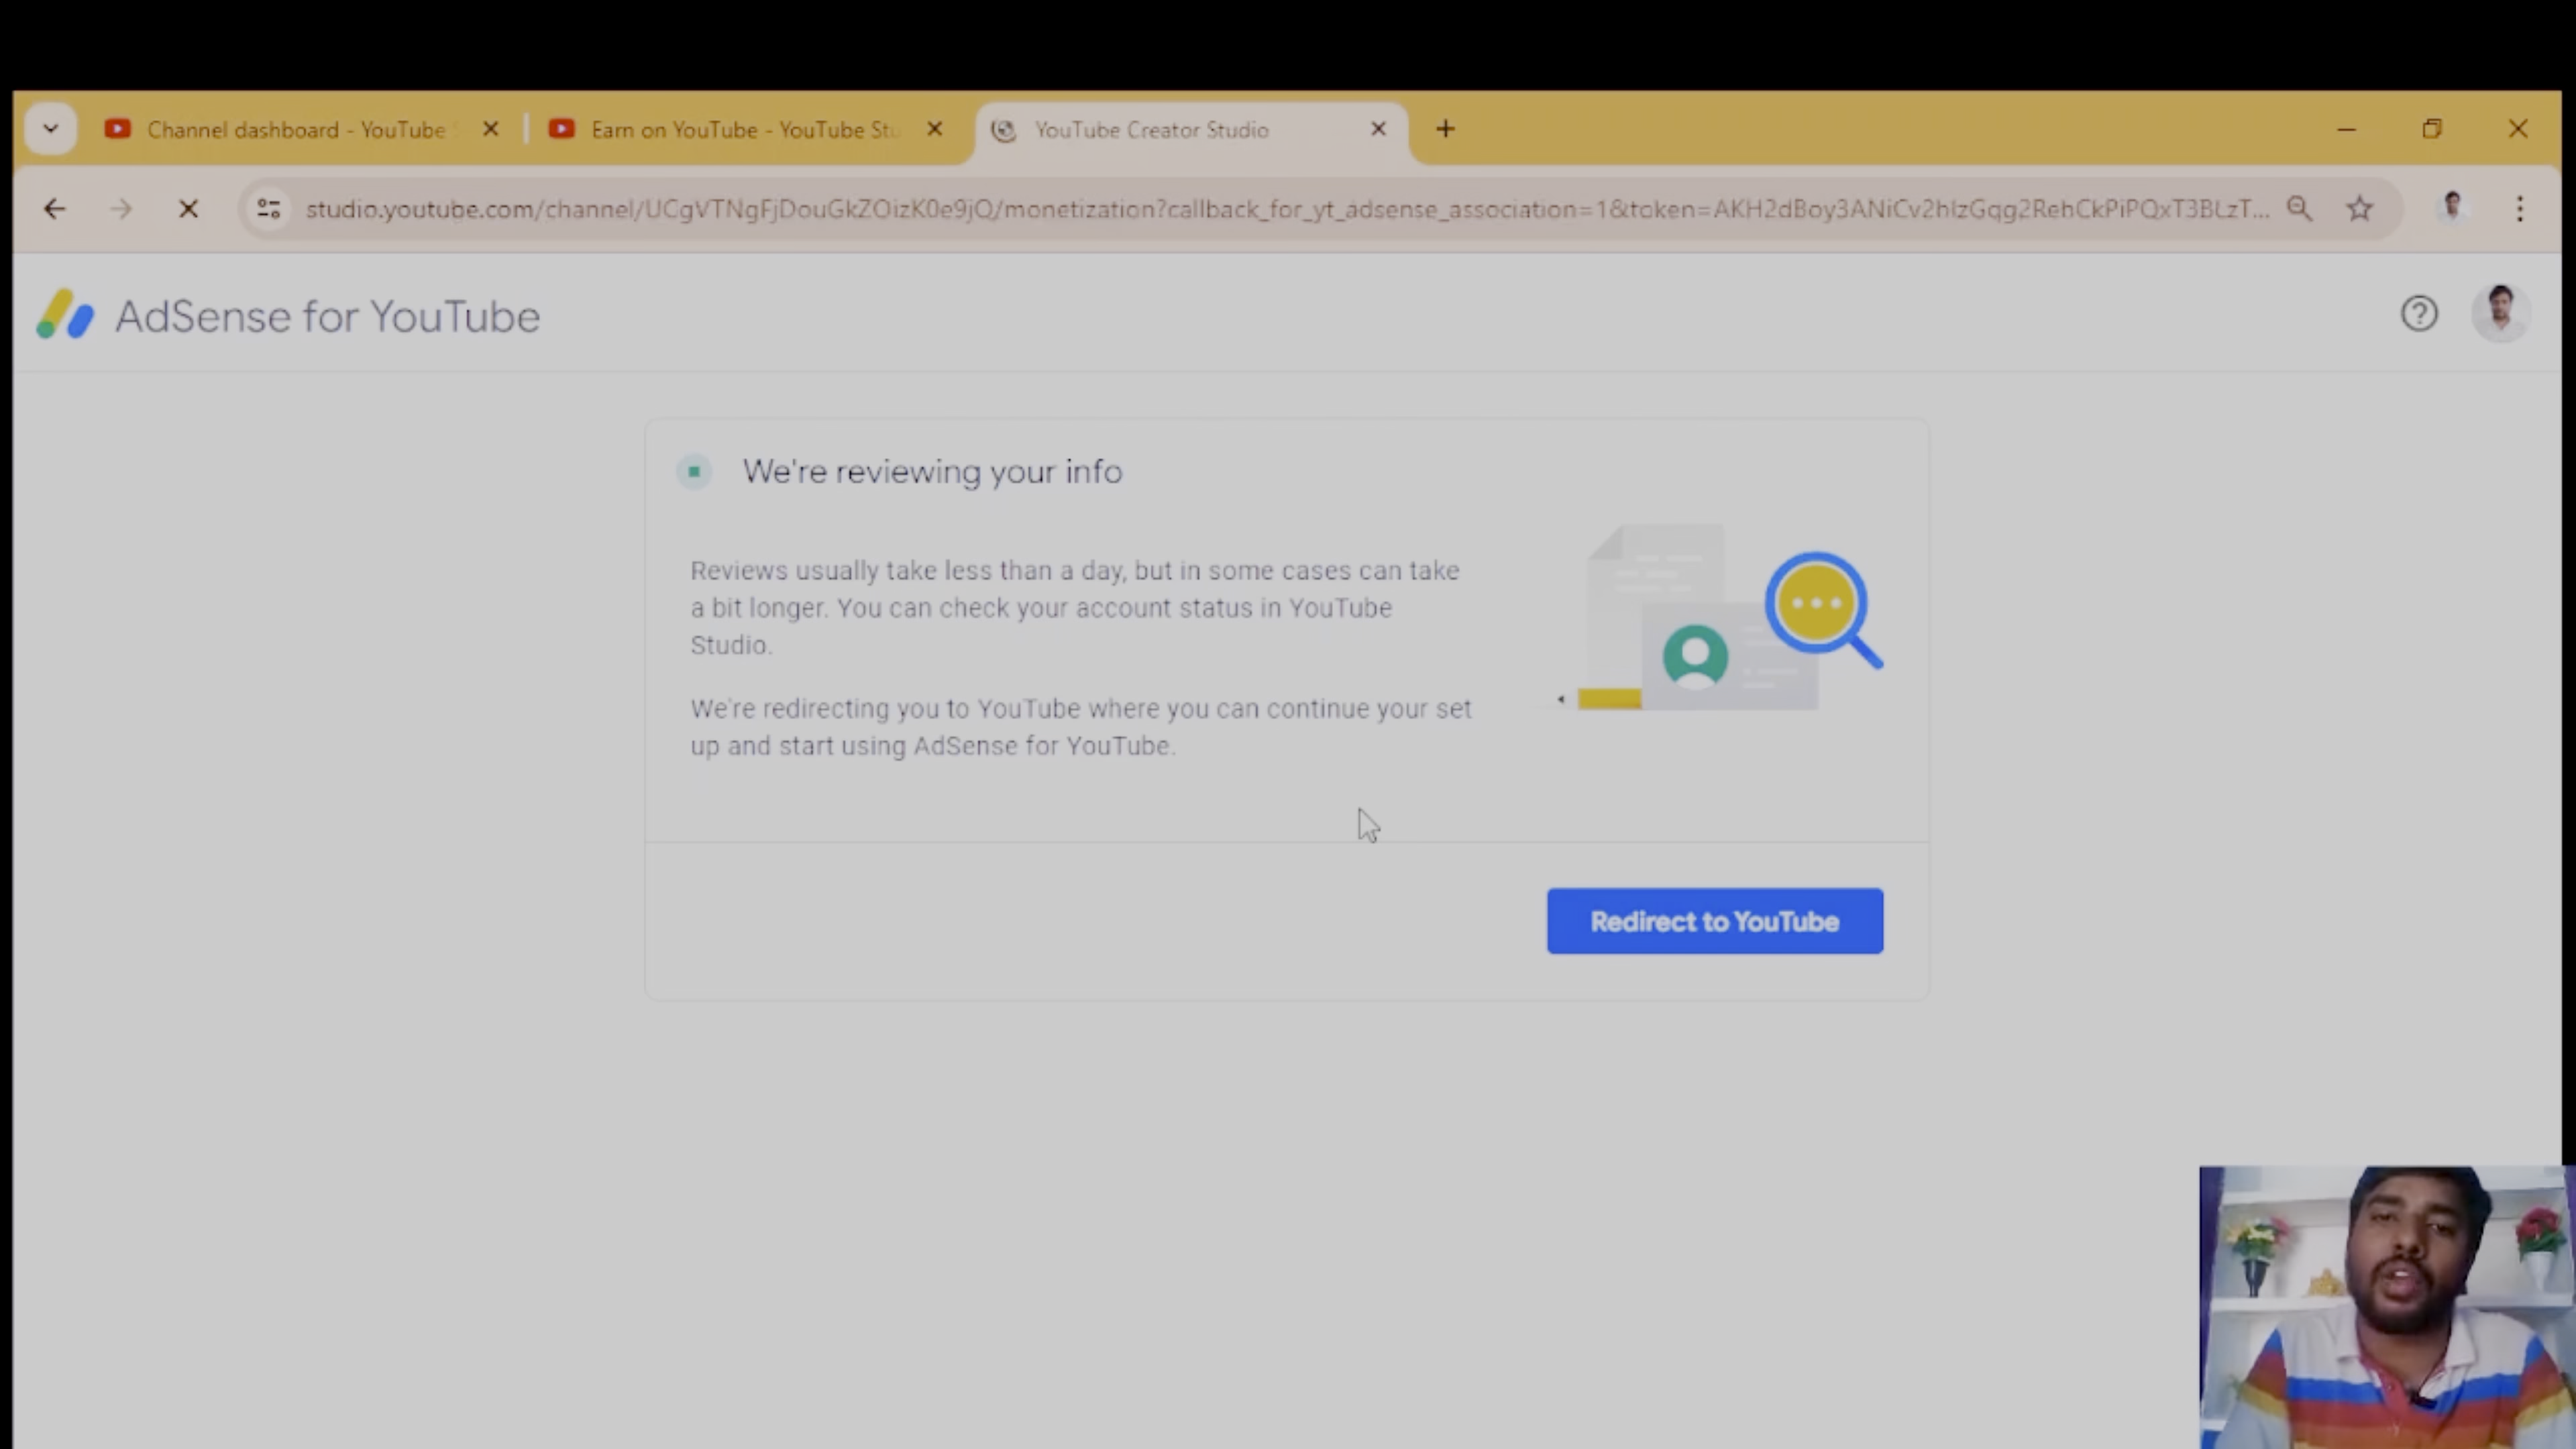 Channel dashboard - YouTube
Earn on YouTube - YouTube Stu
YouTube Creator Studio
studio.youtube.com/channel/UCgVTNgFjDouGkZOizK0e9jQ/monetization?callback_for_yt_adsense_association=1&token=AKH2dBoy3ANiCv2hIzGqg2RehCkPiPQxT3BLzT...
AdSense for YouTube
We're reviewing your info
Reviews usually take less than a day, but in some cases can take
a bit longer. You can check your account status in YouTube
Studio.
We're redirecting you to YouTube where you can continue your set
up and start using AdSense for YouTube.
Redirect to YouTube